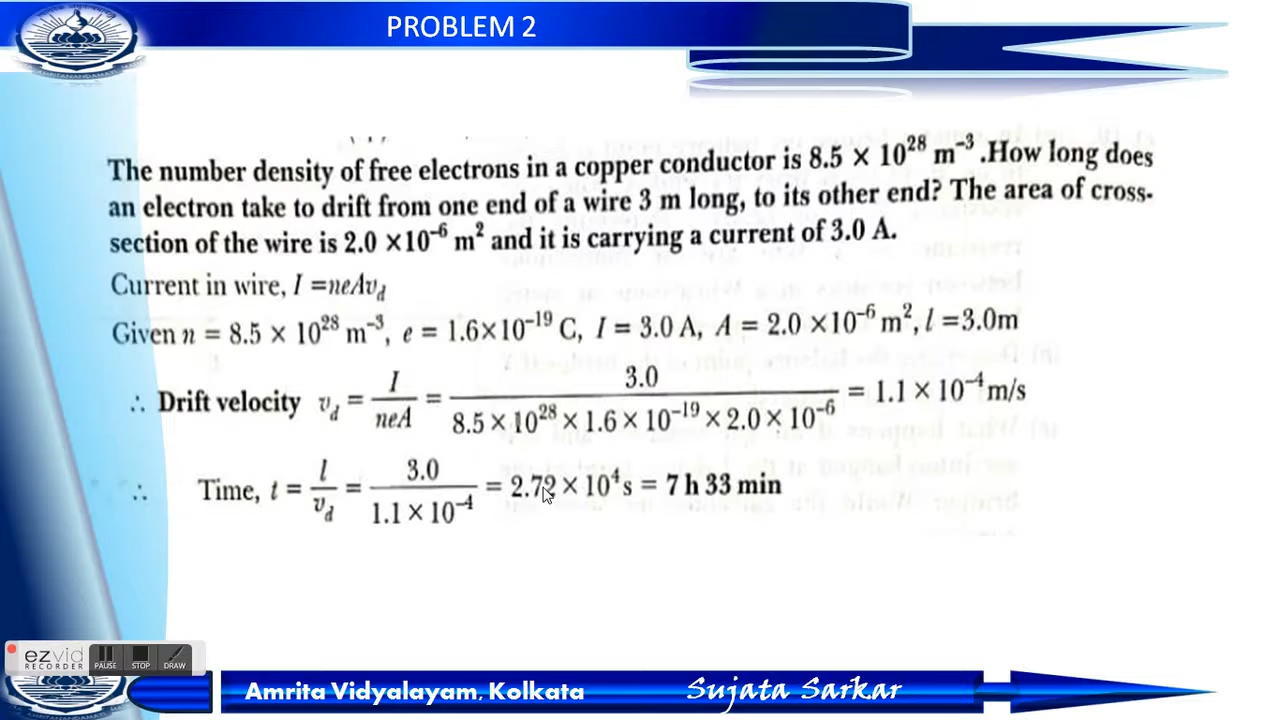 PROBLEM 2
The number density of free electrons in a copper conductor is 8.5 × 10²⁸ m⁻³ .How long does
an electron take to drift from one end of a wire 3 m long, to its other end? The area of cross-
section of the wire is 2.0 ×10⁻⁶ m² and it is carrying a current of 3.0 A.
Current in wire, I =neAv_d
Given n = 8.5 × 10²⁸ m⁻³, e = 1.6×10⁻¹⁹ C, I = 3.0 A, A = 2.0 ×10⁻⁶ m², l =3.0m
∴ Drift velocity v_d = I/neA = 3.0/8.5 × 10²⁸ × 1.6 × 10⁻¹⁹ × 2.0 × 10⁻⁶ = 1.1 × 10⁻⁴ m/s
∴ Time, t = l/v_d = 3.0/1.1 × 10⁻⁴ = 2.72 × 10⁴ s = 7 h 33 min
ezvid
RECORDER
PAUSE STOP DRAW
Amrita Vidyalayam, Kolkata Sujata Sarkar